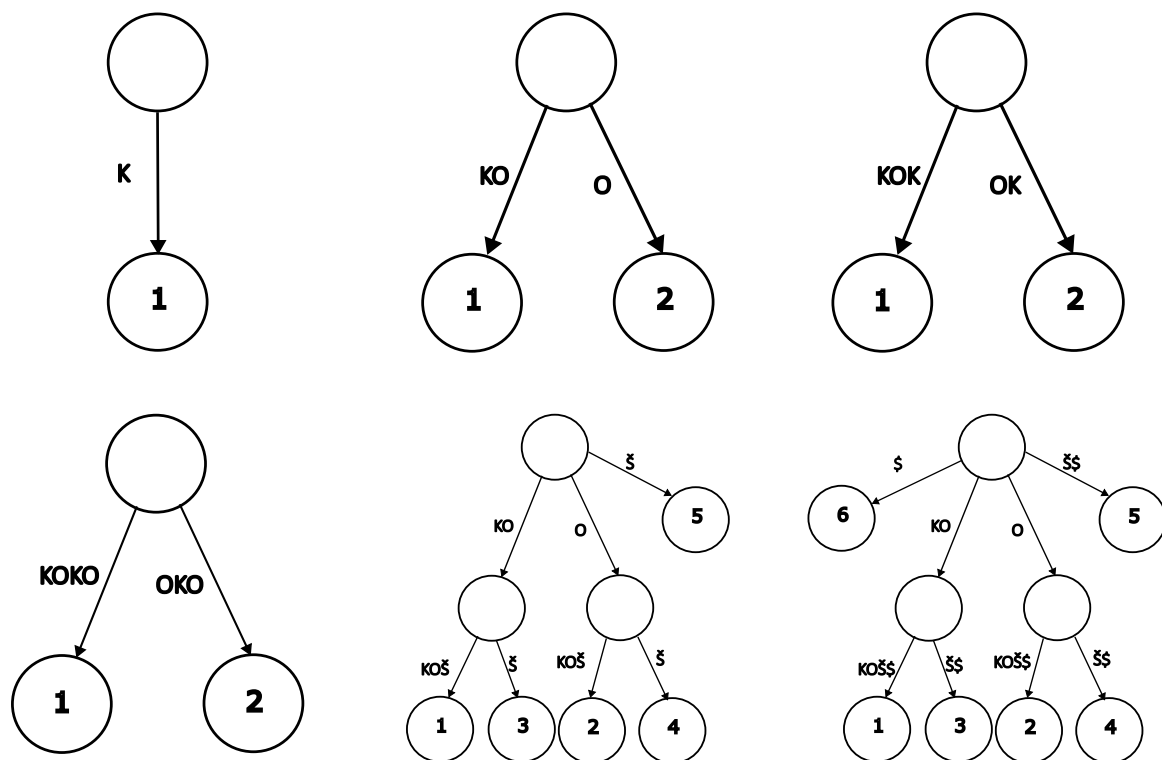 K
1
KO O
1 2
KOK OK
1 2
KOKO OKO
1 2
Š
5
KO O
KOŠ Š KOŠ Š
1 3 2 4
$ Š$
6 5
KO O
KOŠ$ Š$ KOŠ$ Š$
1 3 2 4